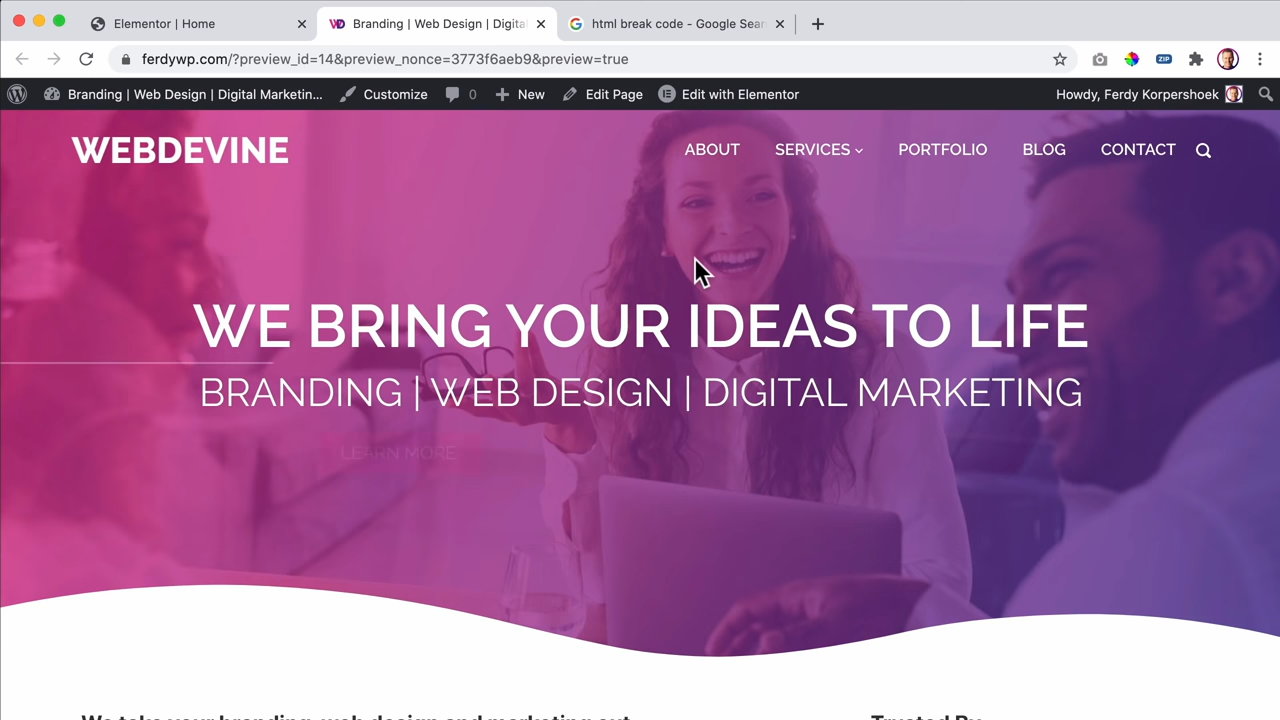 Elementor | Home
Branding | Web Design | Digita
html break code - Google Sear
ferdywp.com/?preview_id=14&preview_nonce=3773f6aeb9&preview=true
ZIP
Branding | Web Design | Digital Marketin... Customize 0 New Edit Page Edit with Elementor Howdy, Ferdy Korpershoek
WEBDEVINE
ABOUT SERVICES PORTFOLIO BLOG CONTACT
WE BRING YOUR IDEAS TO LIFE
BRANDING | WEB DESIGN | DIGITAL MARKETING
LEARN MORE
We take your branding, web design and marketing out
Trusted By